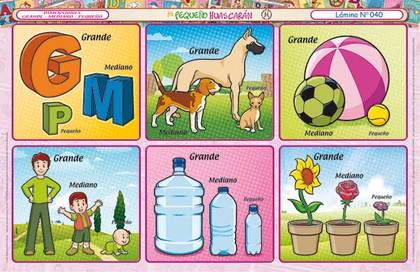 DIMENSIONES
GRANDE - MEDIANO - PEQUEÑO
PEQUEÑO HUASCARÁN
Lámina Nº 040
Grande
G
Mediano
M
P
Pequeño
Grande
Mediano
Pequeño
Grande
Mediano
Pequeño
Grande
Mediano
Pequeño
Grande
Mediano
Pequeño
Grande
Mediano
Pequeño